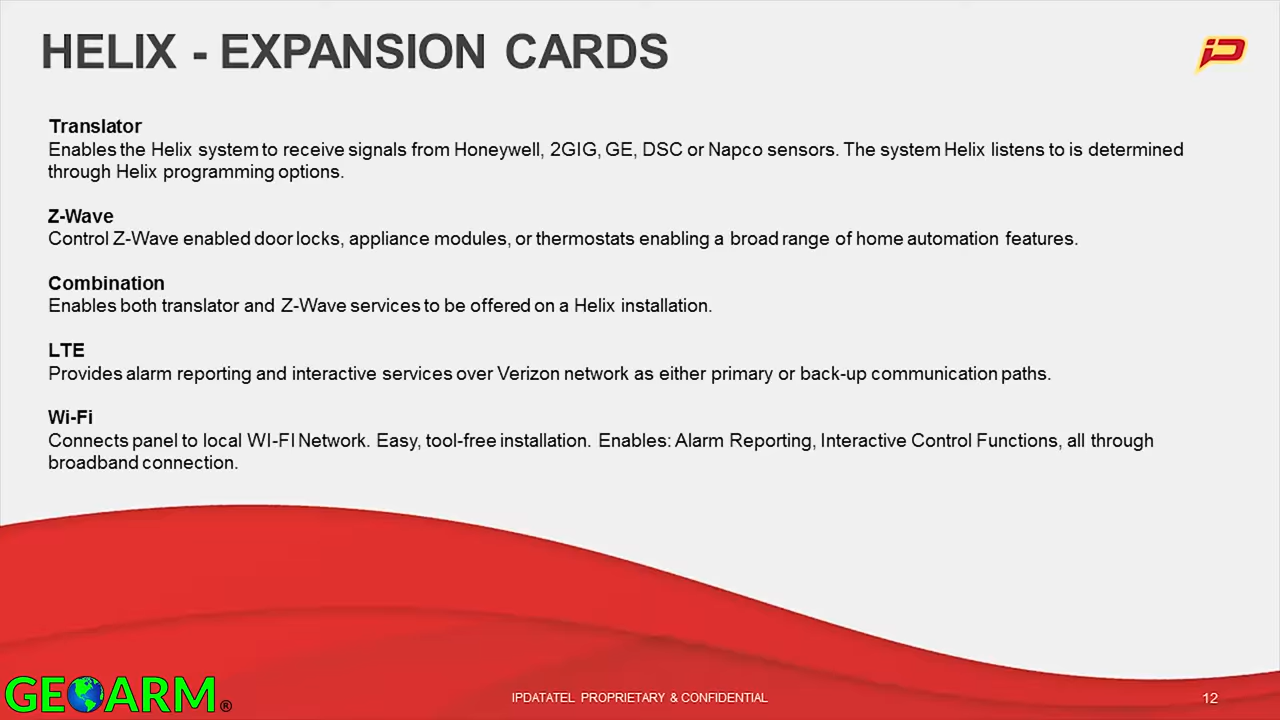 HELIX - EXPANSION CARDS
iD
Translator
Enables the Helix system to receive signals from Honeywell, 2GIG, GE, DSC or Napco sensors. The system Helix listens to is determined
through Helix programming options.
Z-Wave
Control Z-Wave enabled door locks, appliance modules, or thermostats enabling a broad range of home automation features.
Combination
Enables both translator and Z-Wave services to be offered on a Helix installation.
LTE
Provides alarm reporting and interactive services over Verizon network as either primary or back-up communication paths.
Wi-Fi
Connects panel to local WI-FI Network. Easy, tool-free installation. Enables: Alarm Reporting, Interactive Control Functions, all through
broadband connection.
GEOARM®
IPDATATEL PROPRIETARY & CONFIDENTIAL
12